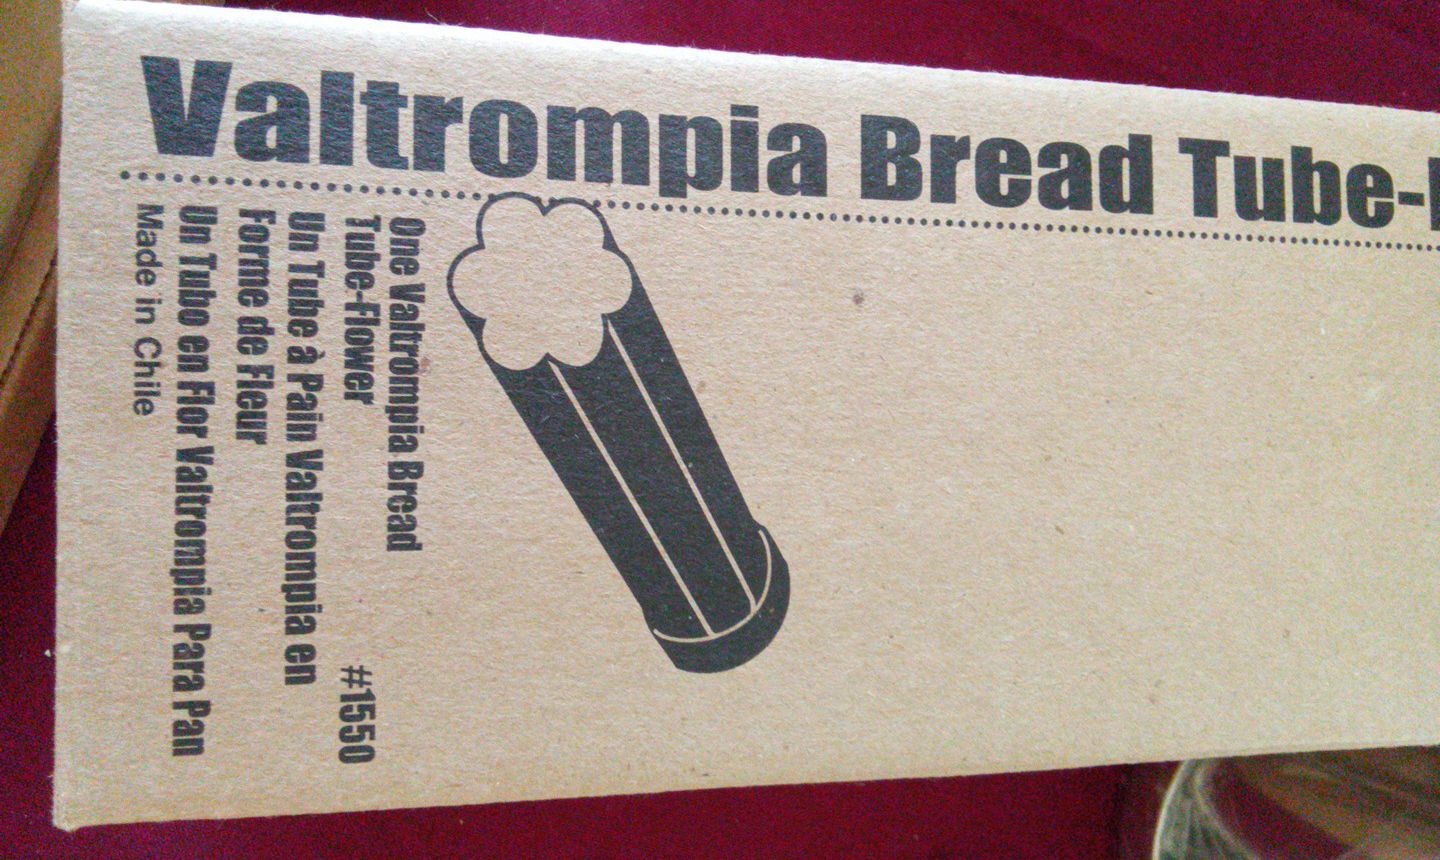 Valtrompia Bread Tube-
One Valtrompia Bread
Tube-Flower
#1550
Un Tube à Pain Valtrompia en
Forme de Fleur
Un Tubo en Flor Valtrompia Para Pan
Made in Chile